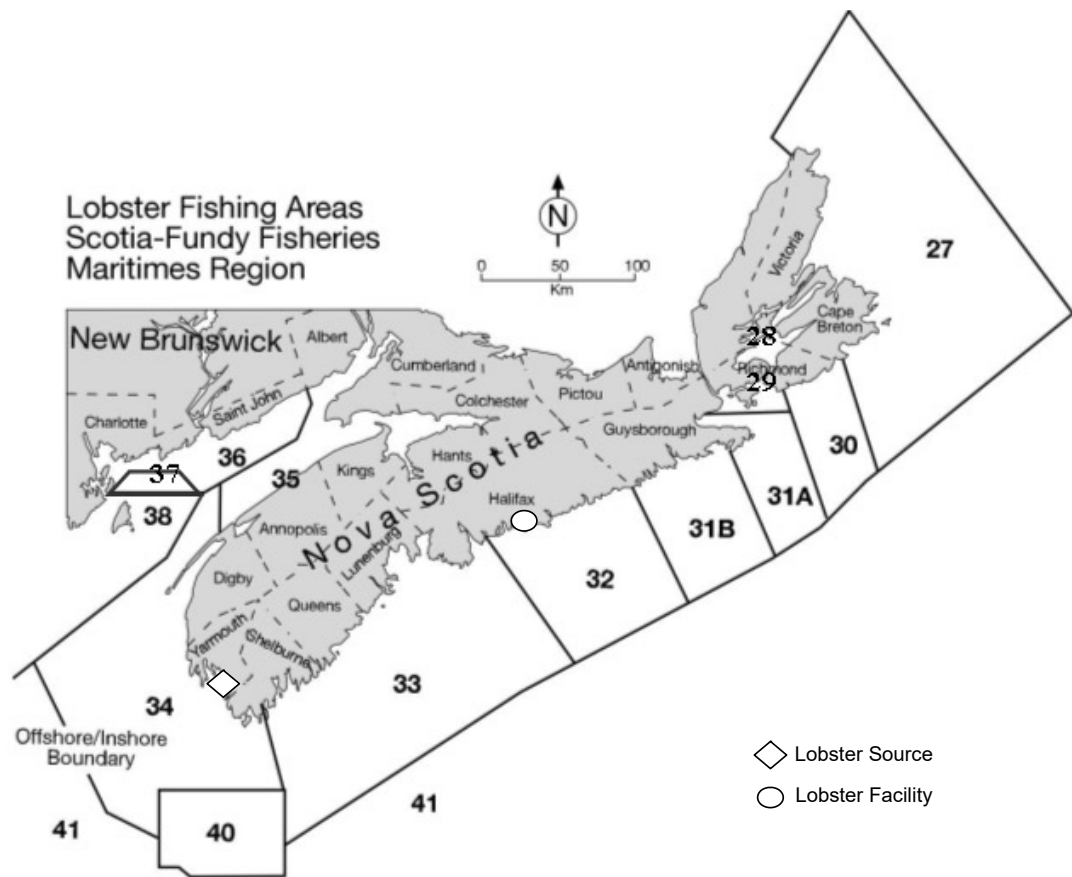 Lobster Fishing Areas
Scotia-Fundy Fisheries
Maritimes Region
N
0 50 100
Km
27
Victoria
Cape
Breton
28
Richmond
29
New Brunswick
Albert
Saint John
Charlotte
Cumberland
Colchester
Pictou
Antigonish
Guysborough
Hants
Kings
Halifax
Annopolis
Nova Scotia
Lunenburg
Digby
Queens
Yarmouth
Shelburne
36
37
35
38
30
31A
31B
32
33
34
Offshore/Inshore
Boundary
41
40
41
Lobster Source
Lobster Facility